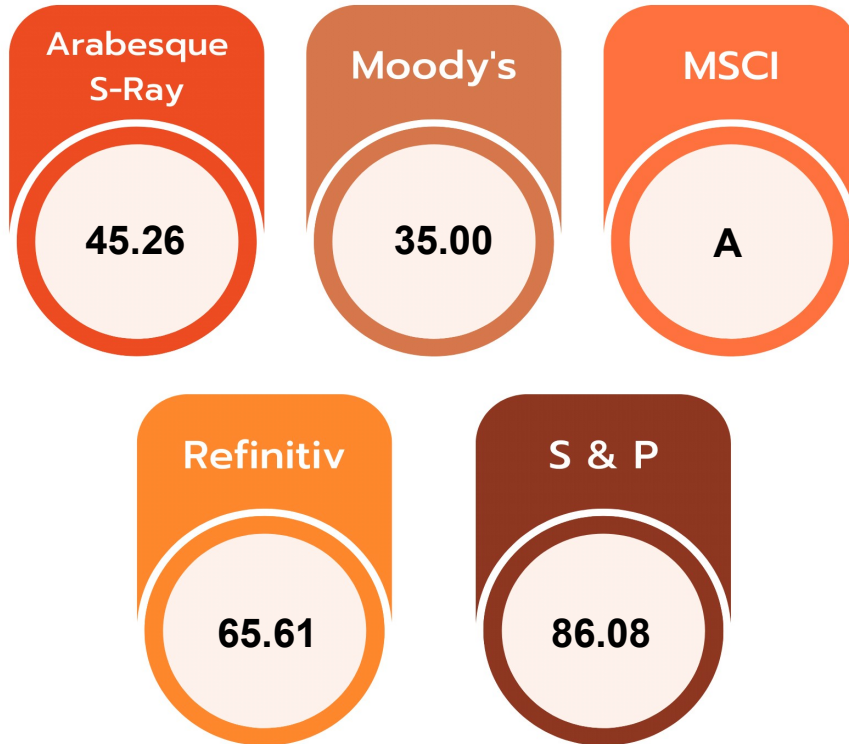 Arabesque
S-Ray
45.26
Moody's
35.00
MSCI
A
Refinitiv
65.61
S & P
86.08